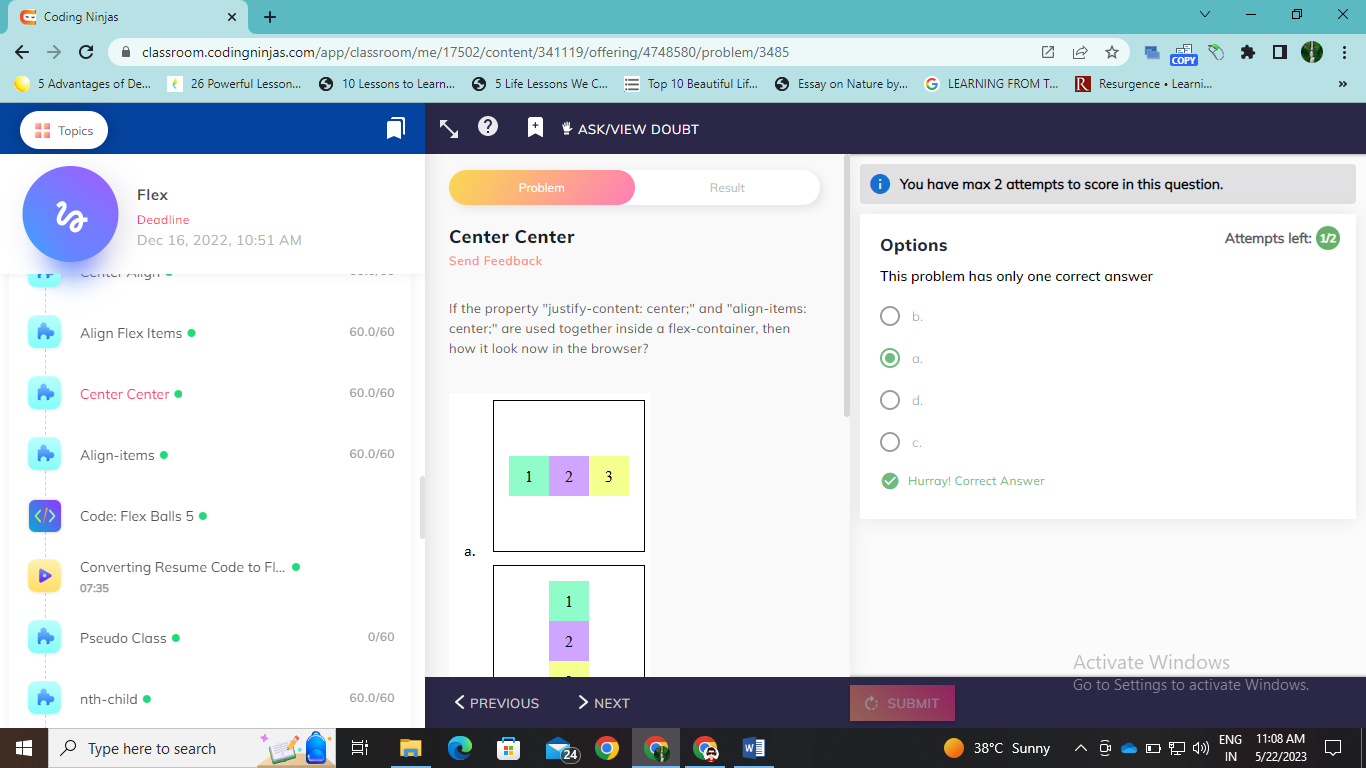 Coding Ninjas
classroom.codingninjas.com/app/classroom/me/17502/content/341119/offering/4748580/problem/3485
COPY
5 Advantages of De...
26 Powerful Lesson...
10 Lessons to Learn...
5 Life Lessons We C...
Top 10 Beautiful Lif...
Essay on Nature by...
LEARNING FROM T...
Resurgence • Learni...
»
Topics
ASK/VIEW DOUBT
Flex
Deadline
Dec 16, 2022, 10:51 AM
Center Align
60.0/60
Align Flex Items
60.0/60
Center Center
60.0/60
Align-items
60.0/60
Code: Flex Balls 5
Converting Resume Code to Fl...
07:35
Pseudo Class
0/60
nth-child
60.0/60
Problem
Result
Center Center
Send Feedback
If the property "justify-content: center;" and "align-items:
center;" are used together inside a flex-container, then
how it look now in the browser?
1 2 3
a.
1
2
PREVIOUS
NEXT
You have max 2 attempts to score in this question.
Options
Attempts left: 1/2
This problem has only one correct answer
b.
a.
d.
c.
Hurray! Correct Answer
Activate Windows
Go to Settings to activate Windows.
SUBMIT
Type here to search
24
38°C Sunny
ENG
IN
11:08 AM
5/22/2023